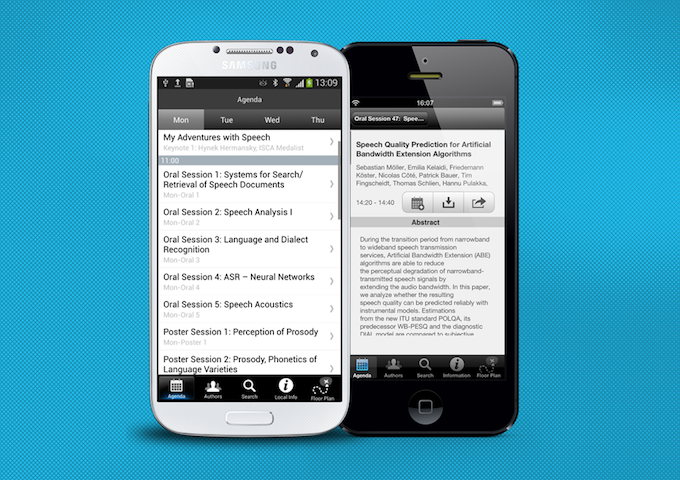 SAMSUNG
13:09
Agenda
Mon Tue Wed Thu
My Adventures with Speech
Keynote 1: Hynek Hermansky, ISCA Medalist
11:00
Oral Session 1: Systems for Search/
Retrieval of Speech Documents
Mon-Oral 1
Oral Session 2: Speech Analysis I
Mon-Oral 2
Oral Session 3: Language and Dialect
Recognition
Mon-Oral 3
Oral Session 4: ASR – Neural Networks
Mon-Oral 4
Oral Session 5: Speech Acoustics
Mon-Oral 5
Poster Session 1: Perception of Prosody
Mon-Poster 1
Poster Session 2: Prosody, Phonetics of
Language Varieties
Agenda Authors Search Local Info Floor Plan
16:07
Oral Session 47: Spee...
Speech Quality Prediction for Artificial
Bandwidth Extension Algorithms
Sebastian Möller, Emilia Kelaidi, Friedemann
Köster, Nicolas Côté, Patrick Bauer, Tim
Fingscheidt, Thomas Schlien, Hannu Pulakka,
14:20 - 14:40
Abstract
During the transition period from narrowband
to wideband speech transmission
services, Artificial Bandwidth Extension (ABE)
algorithms are able to reduce
the perceptual degradation of narrowband-
transmitted speech signals by
extending the audio bandwidth. In this paper,
we analyze whether the resulting
speech quality can be predicted reliably with
instrumental models. Estimations
from the new ITU standard POLQA, its
predecessor WB-PESQ and the diagnostic
DIAL model are compared to subjective
Agenda Authors Search Information Floor Plan